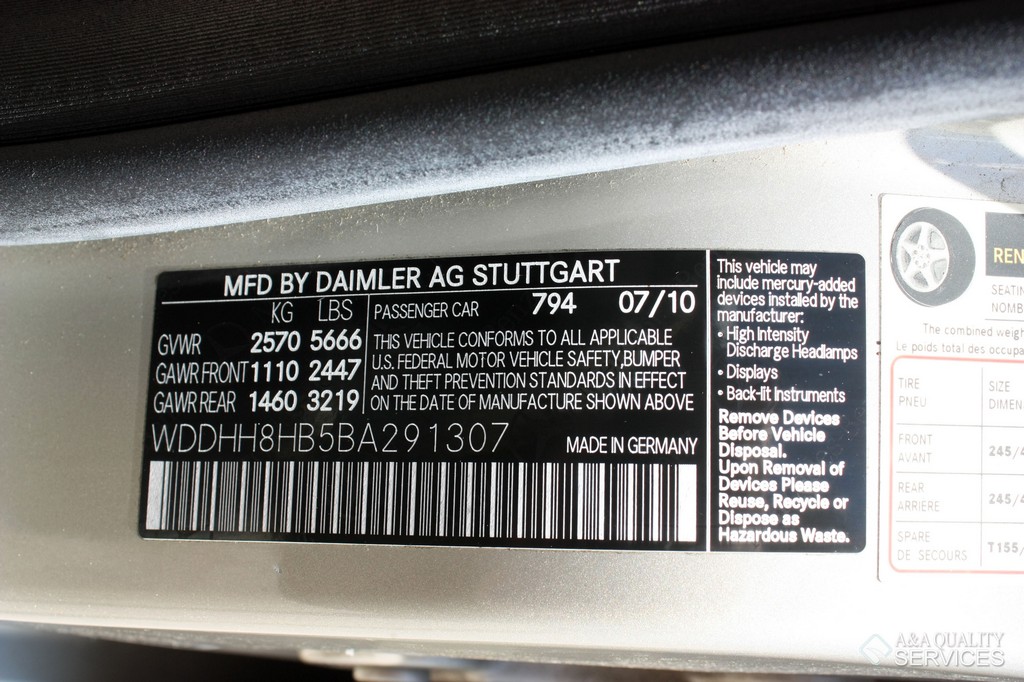 MFD BY DAIMLER AG STUTTGART
KG LBS
GVWR 2570 5666
GAWR FRONT 1110 2447
GAWR REAR 1460 3219
PASSENGER CAR 794 07/10
THIS VEHICLE CONFORMS TO ALL APPLICABLE
U.S. FEDERAL MOTOR VEHICLE SAFETY,BUMPER
AND THEFT PREVENTION STANDARDS IN EFFECT
ON THE DATE OF MANUFACTURE SHOWN ABOVE
WDDHH8HB5BA291307 MADE IN GERMANY
This vehicle may
include mercury-added
devices installed by the
manufacturer:
• High Intensity
Discharge Headlamps
• Displays
• Back-lit Instruments
Remove Devices
Before Vehicle
Disposal.
Upon Removal of
Devices Please
Reuse, Recycle or
Dispose as
Hazardous Waste.
REN
SEATIN
NOMB
The combined weigh
Le poids total des occupa
TIRE SIZE
PNEU DIMEN
FRONT
AVANT 245/4
REAR
ARRIERE 245/4
SPARE
DE SECOURS T155/
A&A QUALITY
SERVICES